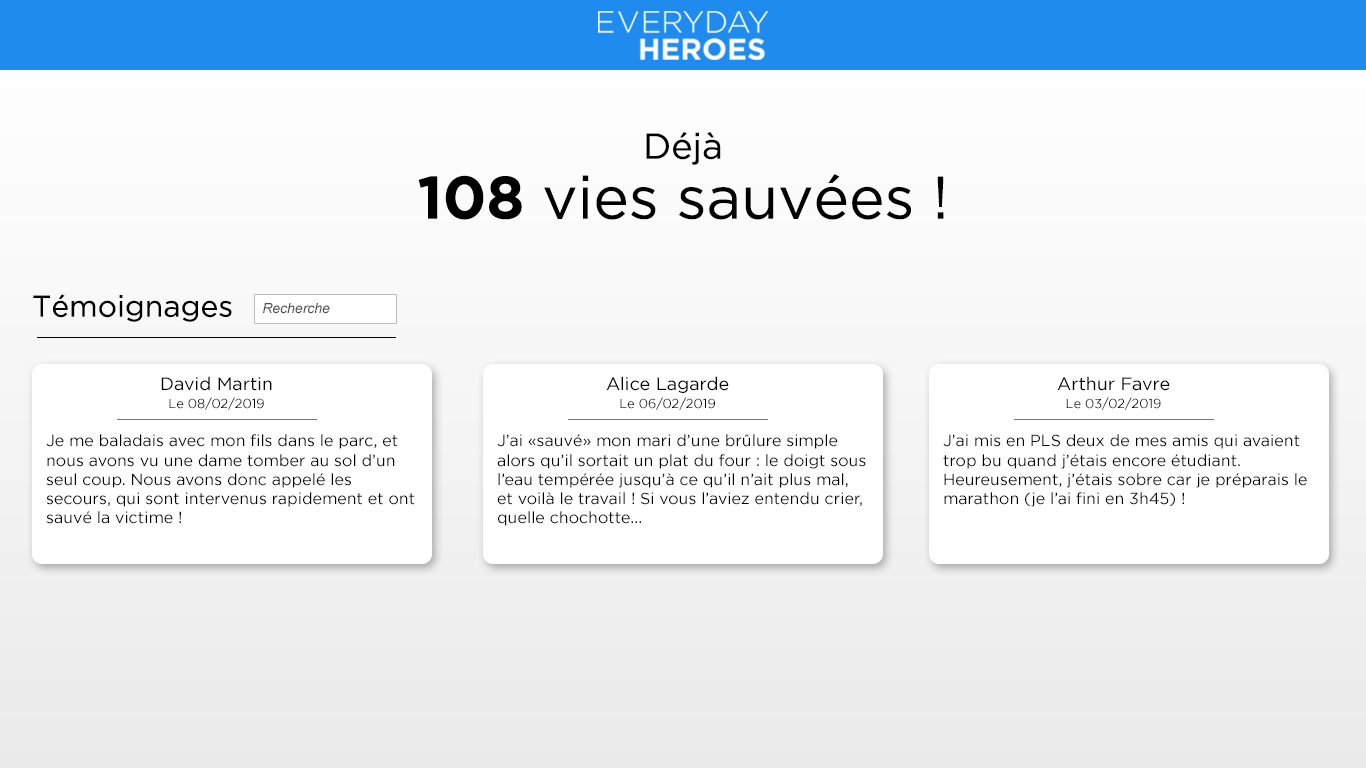 EVERYDAY
HEROES
Déjà
108 vies sauvées !
Témoignages
Recherche
David Martin
Le 08/02/2019
Je me baladais avec mon fils dans le parc, et
nous avons vu une dame tomber au sol d’un
seul coup. Nous avons donc appelé les
secours, qui sont intervenus rapidement et ont
sauvé la victime !
Alice Lagarde
Le 06/02/2019
J’ai «sauvé» mon mari d’une brûlure simple
alors qu’il sortait un plat du four : le doigt sous
l’eau tempérée jusqu’à ce qu’il n’ait plus mal,
et voilà le travail ! Si vous l’aviez entendu crier,
quelle chochotte...
Arthur Favre
Le 03/02/2019
J’ai mis en PLS deux de mes amis qui avaient
trop bu quand j’étais encore étudiant.
Heureusement, j’étais sobre car je préparais le
marathon (je l’ai fini en 3h45) !